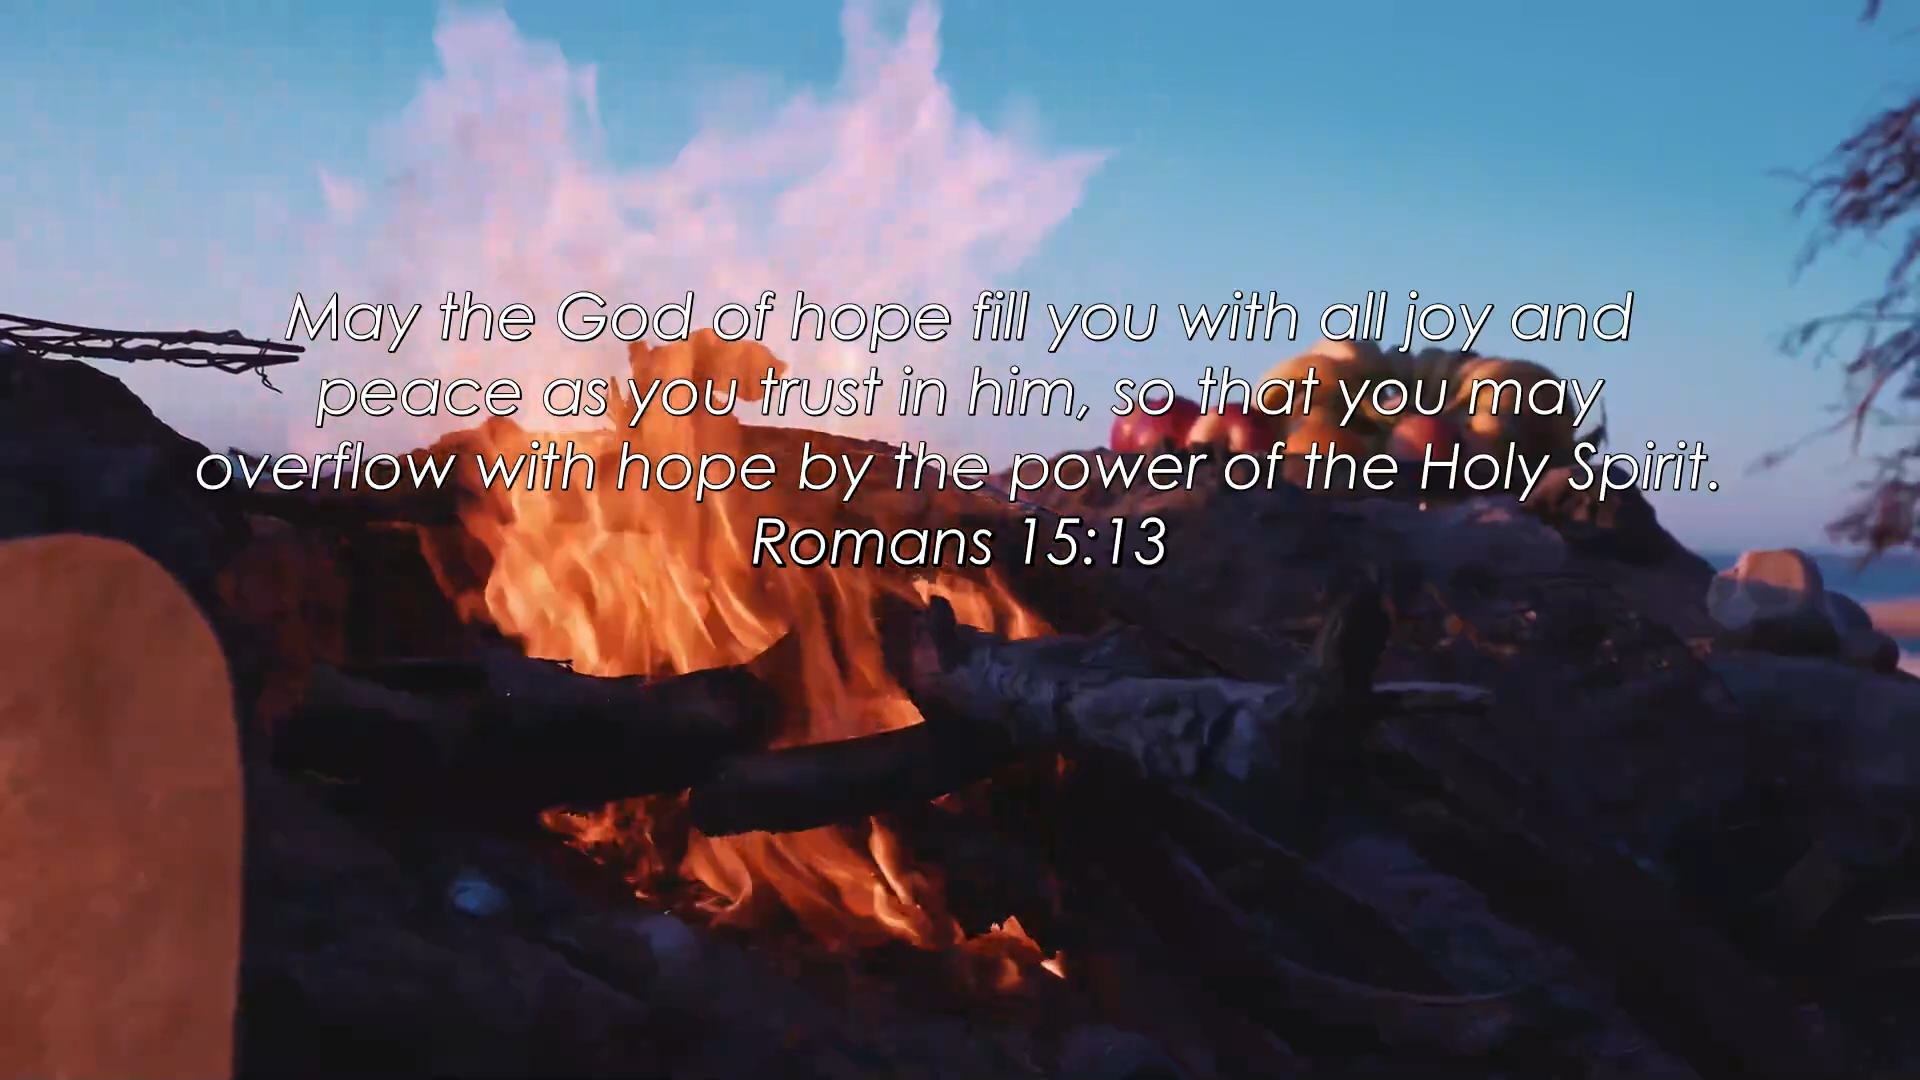 May the God of hope fill you with all joy and
peace as you trust in him, so that you may
overflow with hope by the power of the Holy Spirit.
Romans 15:13